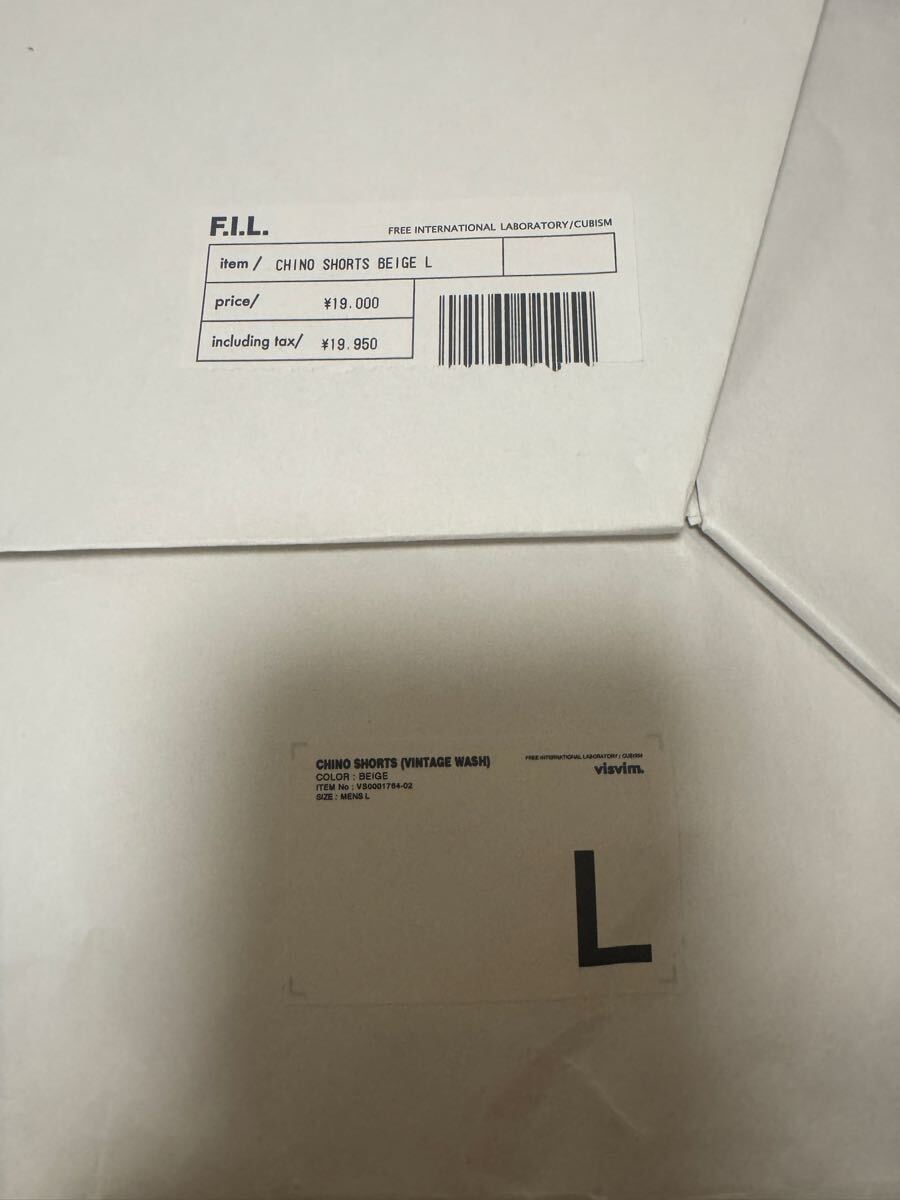 F.I.L.
FREE INTERNATIONAL LABORATORY/CUBISM
item / CHINO SHORTS BEIGE L
price/ ¥19.000
including tax/ ¥19.950
CHINO SHORTS (VINTAGE WASH)
COLOR : BEIGE
ITEM No : VS0001764-02
SIZE : MENS L
FREE INTERNATIONAL LABORATORY / CUBISM
visvim.
L